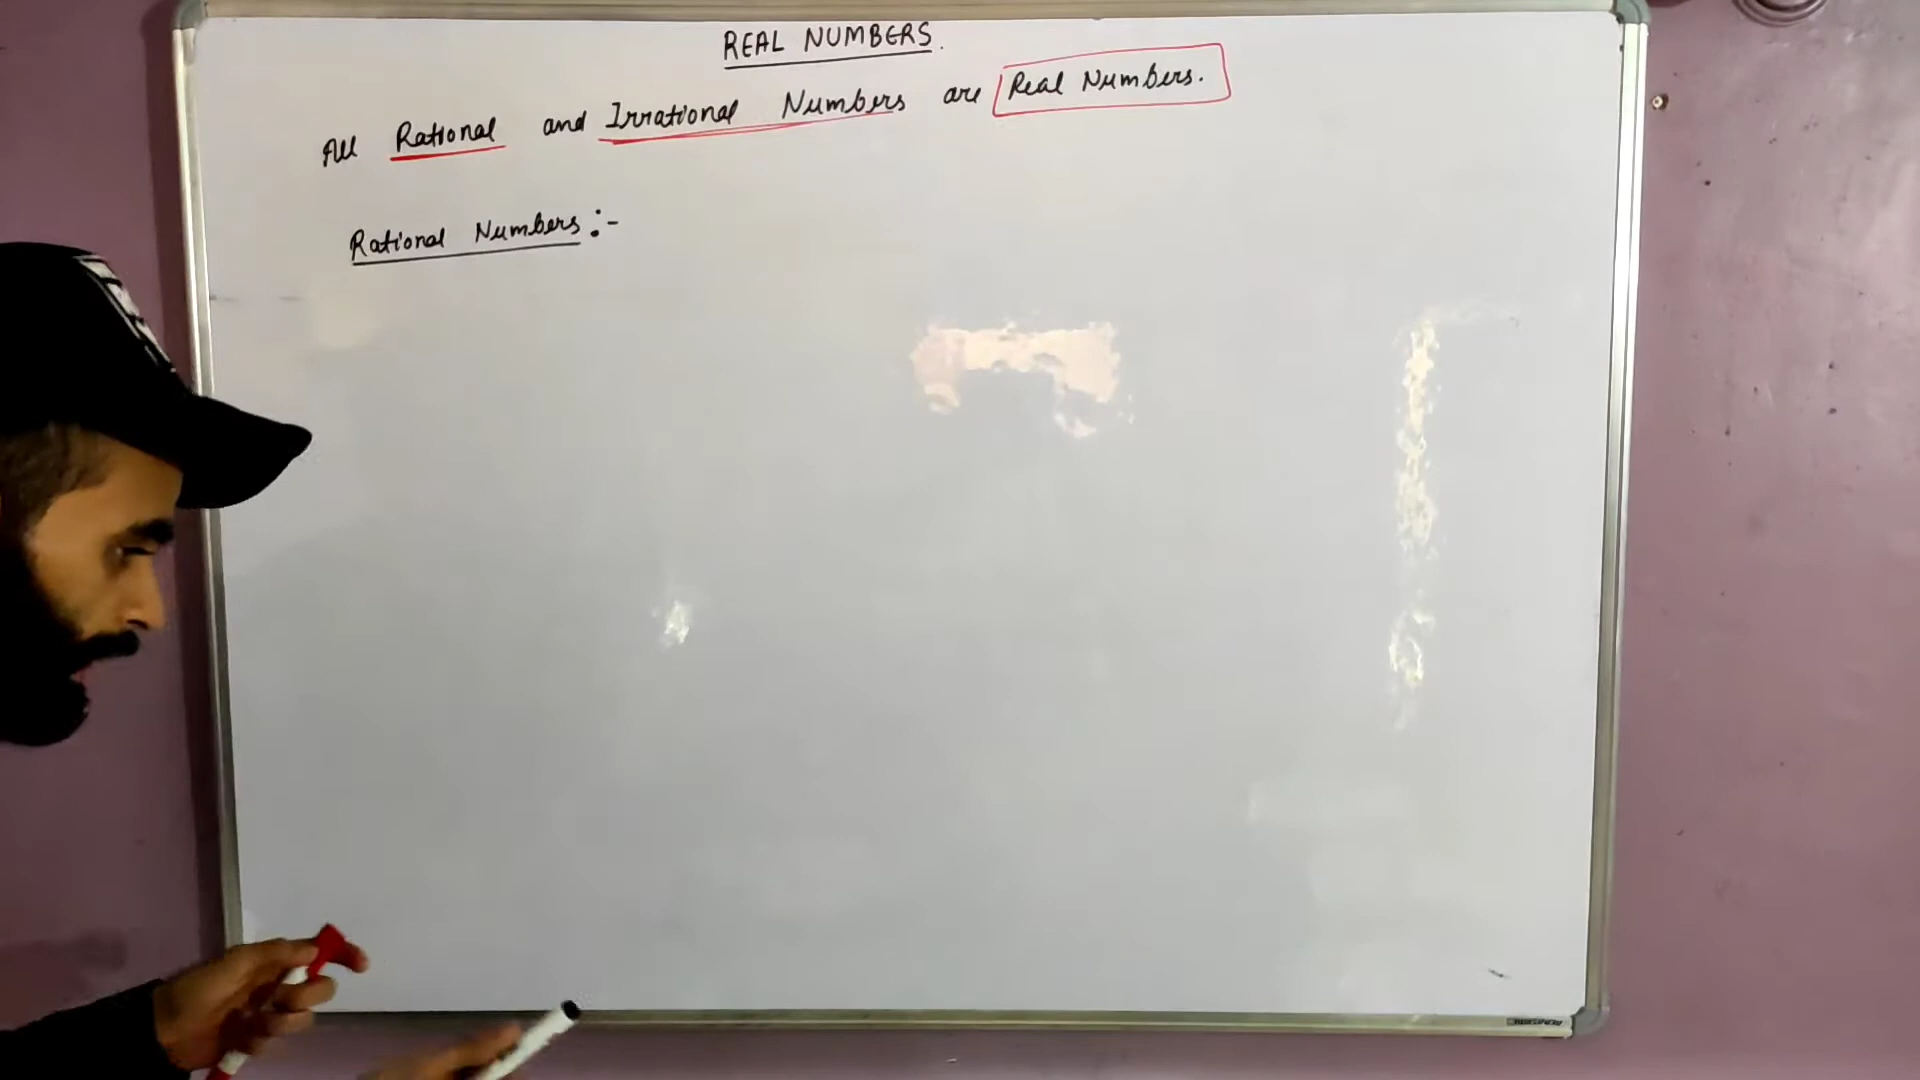 REAL NUMBERS.
All Rational and Irrational Numbers are Real Numbers.
Rational Numbers :-